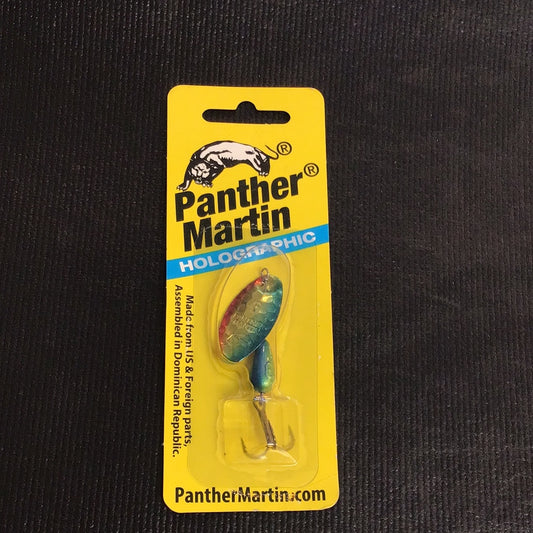 ®
Panther®
Martin
HOLOGRAPHIC
Made from US & Foreign parts,
Assembled in Dominican Republic.
PantherMartin.com